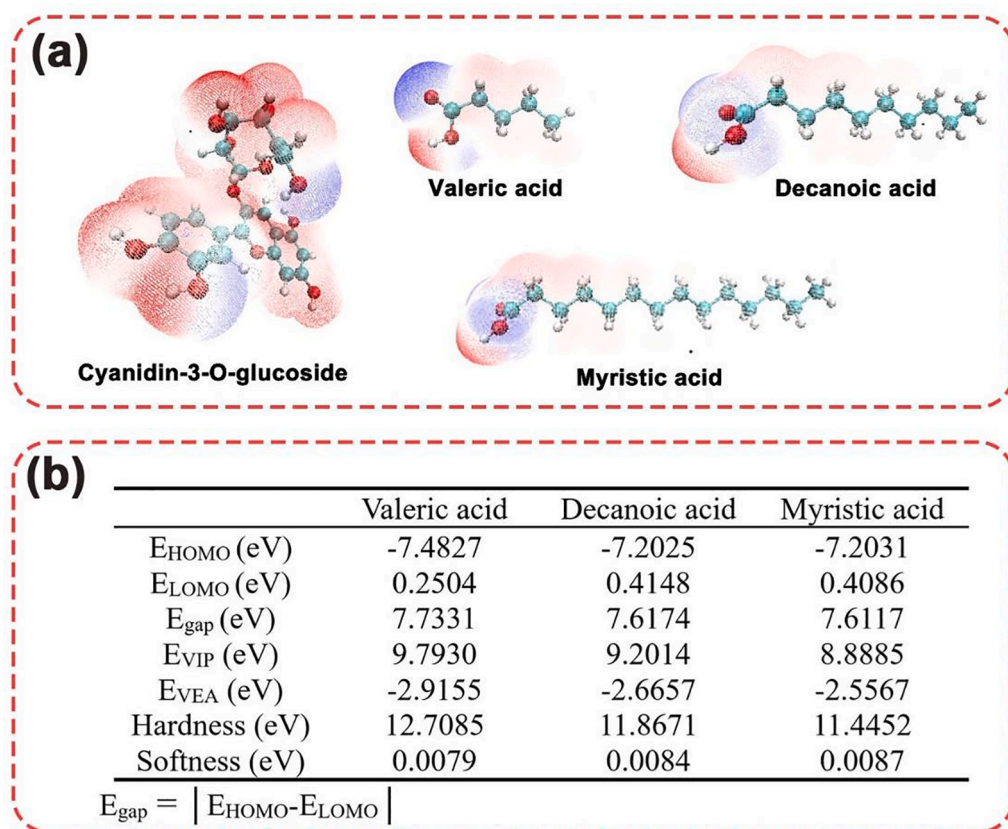 (a)
Valeric acid
Decanoic acid
Cyanidin-3-O-glucoside
Myristic acid
(b)
Valeric acid Decanoic acid Myristic acid
EHOMO (eV) -7.4827 -7.2025 -7.2031
ELOMO (eV) 0.2504 0.4148 0.4086
Egap (eV) 7.7331 7.6174 7.6117
EVIP (eV) 9.7930 9.2014 8.8885
EVEA (eV) -2.9155 -2.6657 -2.5567
Hardness (eV) 12.7085 11.8671 11.4452
Softness (eV) 0.0079 0.0084 0.0087
Egap = | EHOMO-ELOMO |